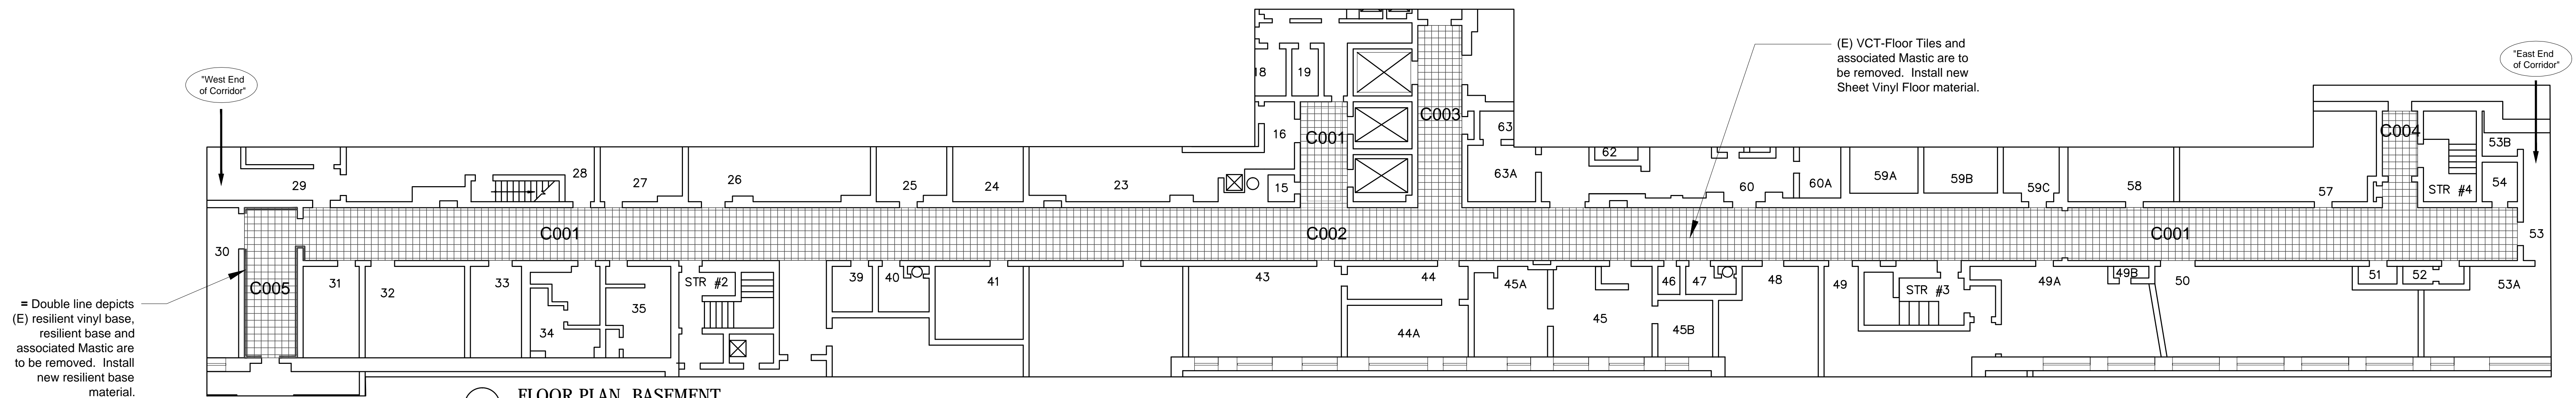 "West End
of Corridor"
(E) VCT-Floor Tiles and
associated Mastic are to
be removed.  Install new
Sheet Vinyl Floor material.
"East End
of Corridor"
18
19
C003
C001
16
15
63
63A
62
60
60A
59A
59B
59C
58
57
C004
STR #4
53B
54
53
29
28
27
26
25
24
23
30
C001
C002
C001
C005
31
32
33
34
35
STR #2
39
40
41
43
44
44A
45A
45
45B
46
47
48
49
STR #3
49A
49B
50
51
52
53A
= Double line depicts
(E) resilient vinyl base,
resilient base and
associated Mastic are
to be removed.  Install
new resilient base
material.
FLOOR PLAN, BASEMENT